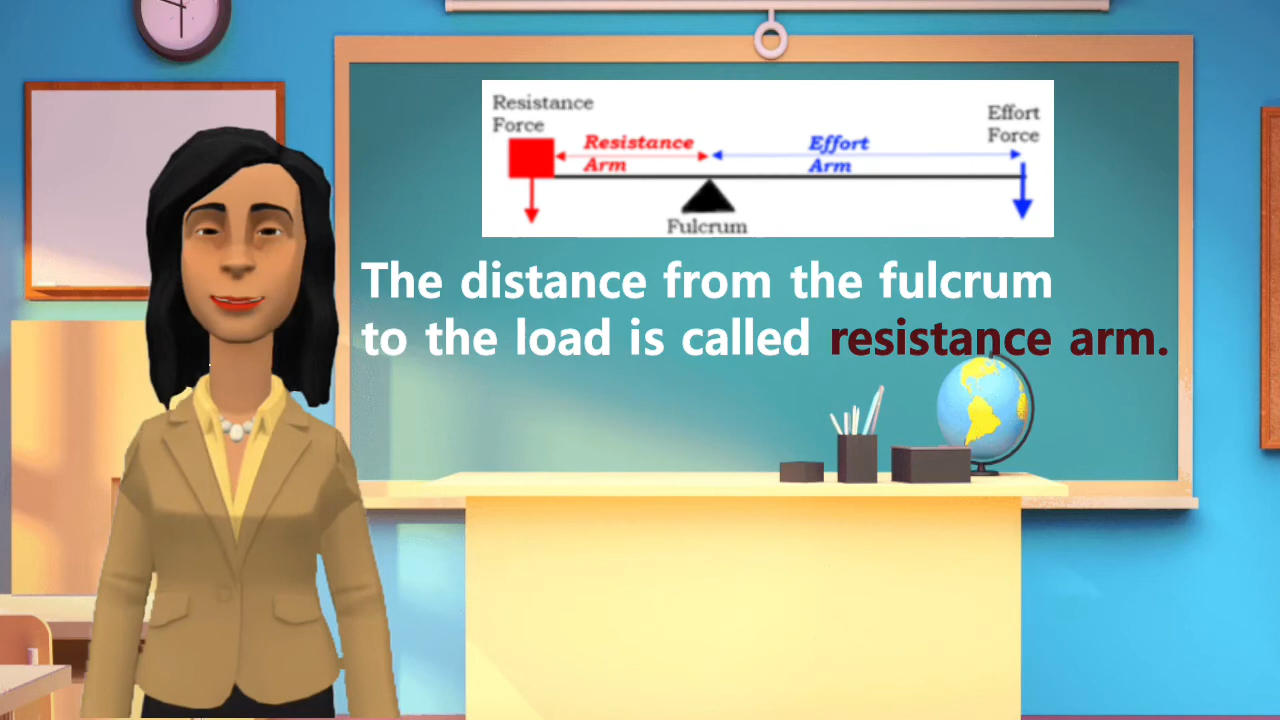 Resistance
Force
Resistance
Arm
Effort
Arm
Effort
Force
Fulcrum
The distance from the fulcrum
to the load is called resistance arm.